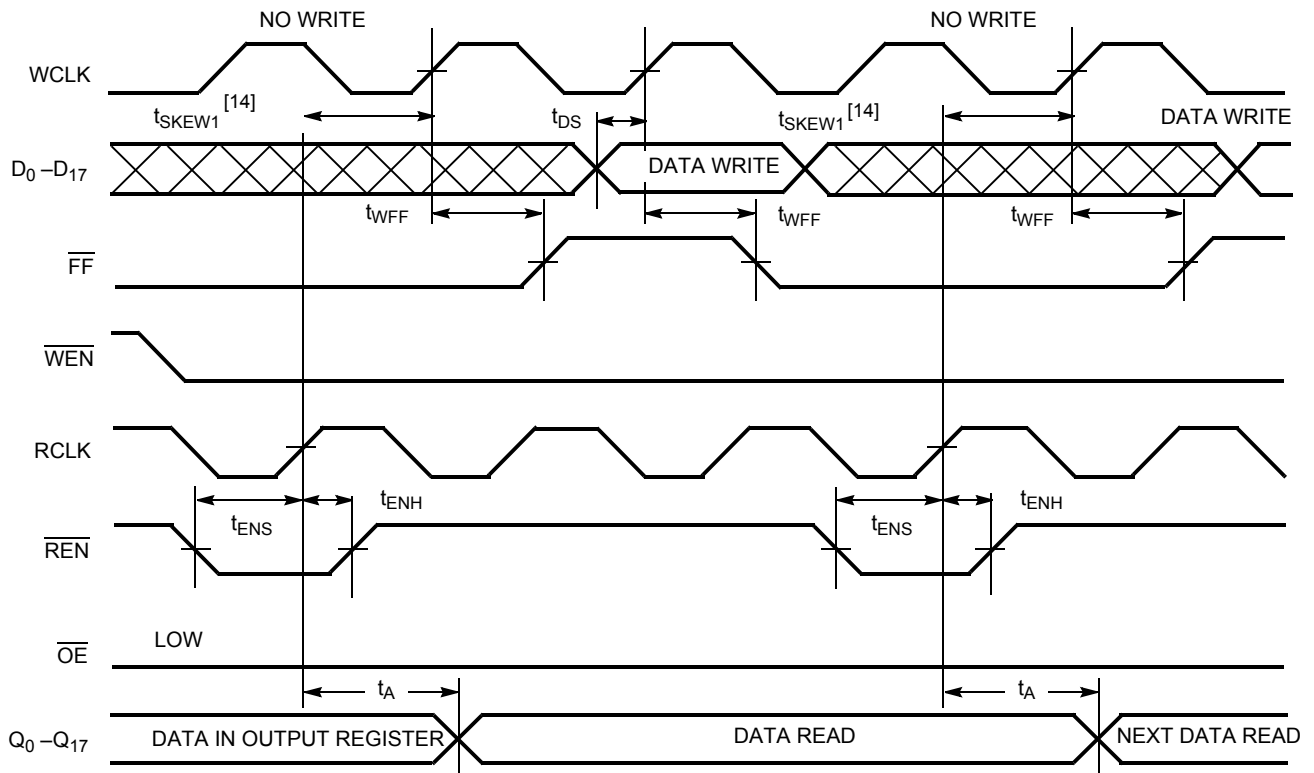 NO WRITE NO WRITE
WCLK
tSKEW1 [14] tDS tSKEW1 [14] DATA WRITE
D0 –D17 DATA WRITE
tWFF tWFF tWFF
FF
WEN
RCLK
tENS tENH tENS tENH
REN
LOW
OE
tA tA
Q0 –Q17 DATA IN OUTPUT REGISTER DATA READ NEXT DATA READ